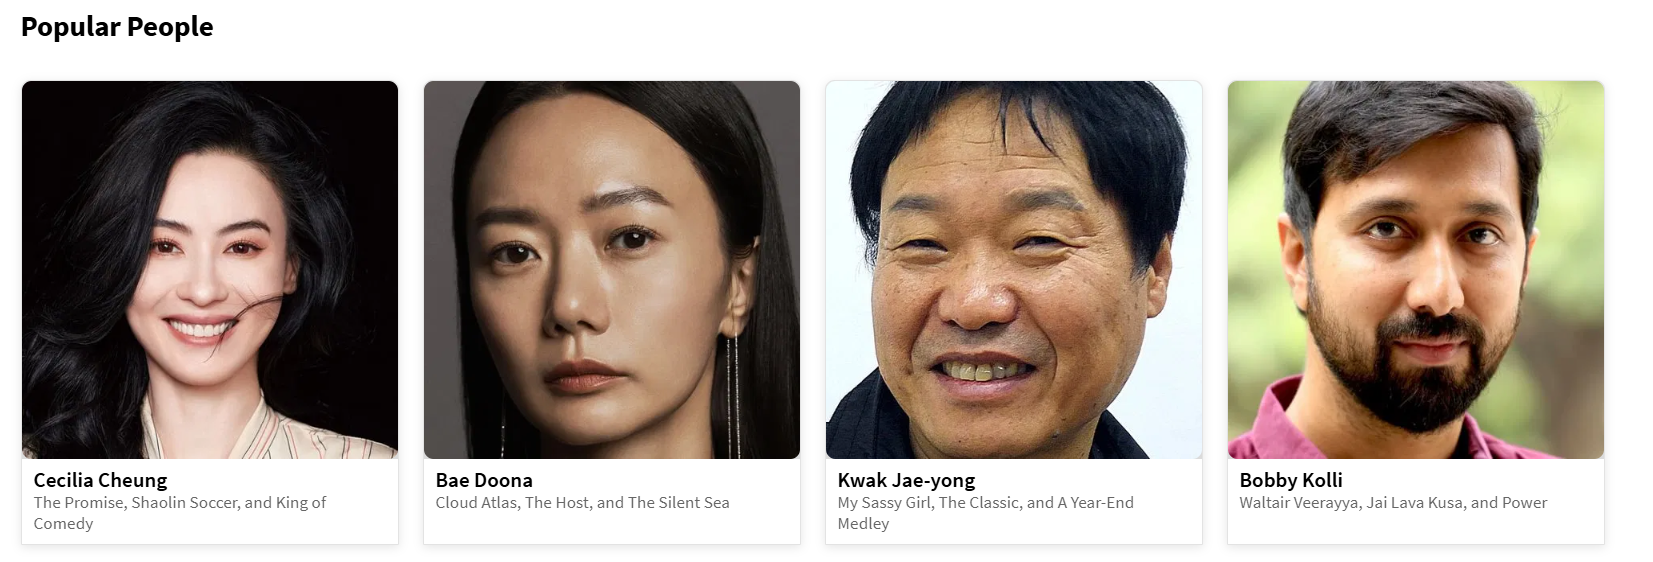 Popular People
Cecilia Cheung
The Promise, Shaolin Soccer, and King of
Comedy
Bae Doona
Cloud Atlas, The Host, and The Silent Sea
Kwak Jae-yong
My Sassy Girl, The Classic, and A Year-End
Medley
Bobby Kolli
Waltair Veerayya, Jai Lava Kusa, and Power